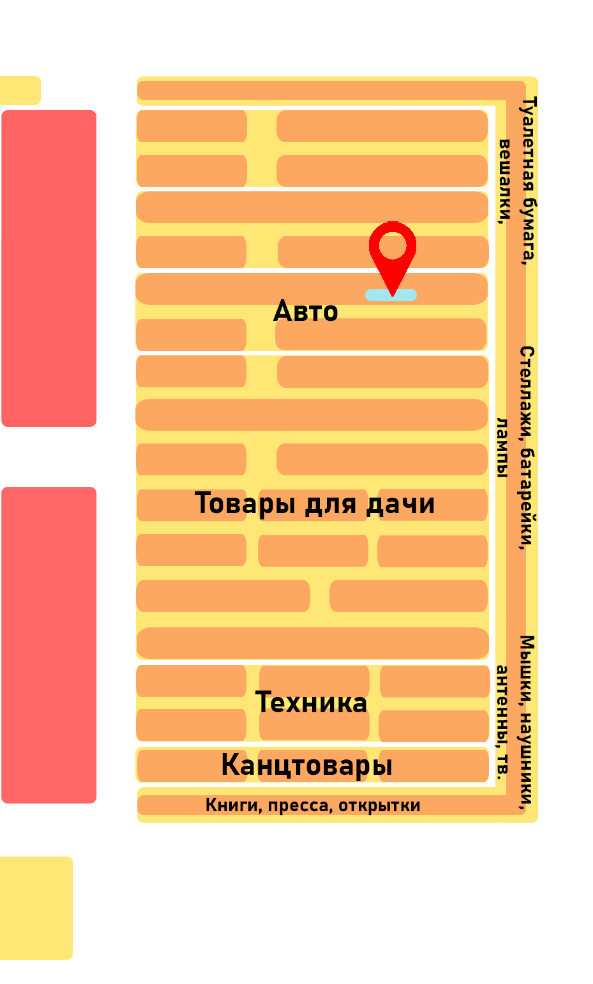 Туалетная бумага,
вешалки,
Авто
Стеллажи, батарейки,
лампы
Товары для дачи
Мышки, наушники,
антенны, тв.
Техника
Канцтовары
Книги, пресса, открытки